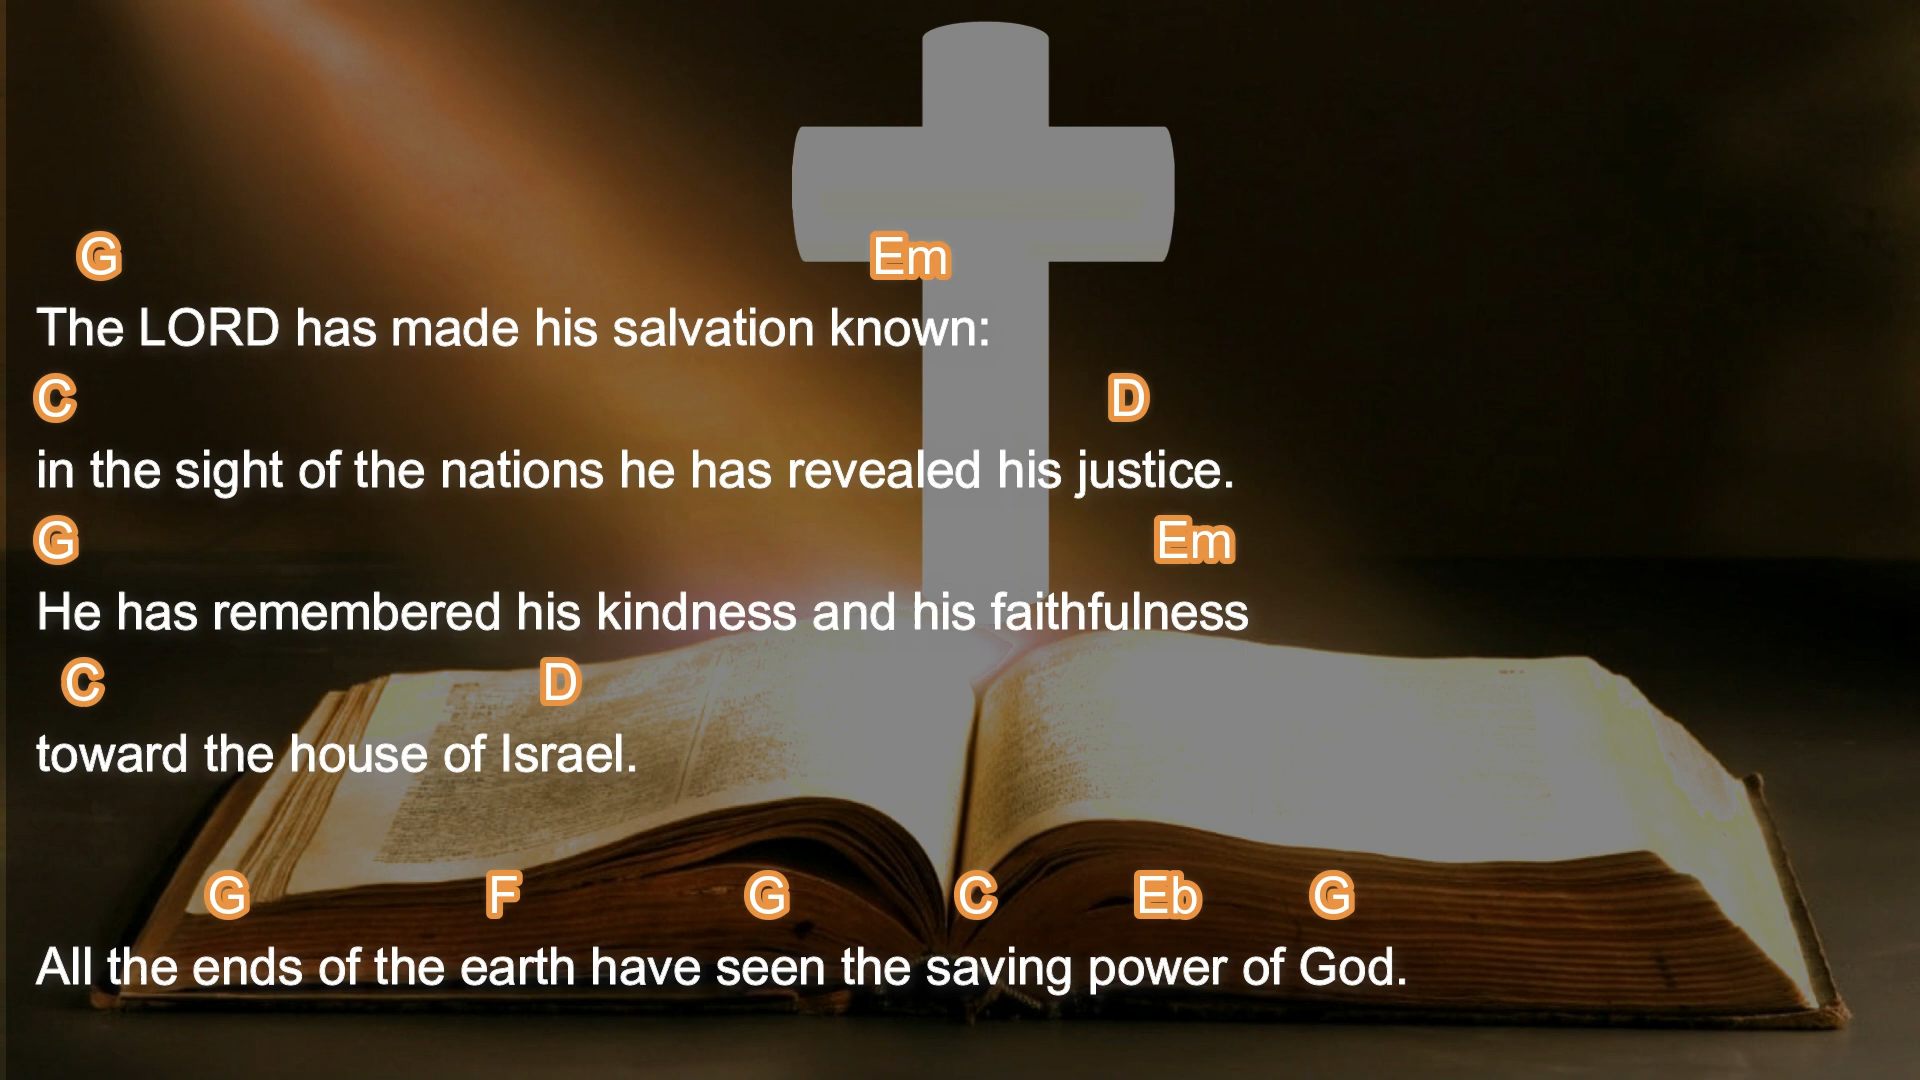 G Em
The LORD has made his salvation known:
C D
in the sight of the nations he has revealed his justice.
G Em
He has remembered his kindness and his faithfulness
C D
toward the house of Israel.
G F G C Eb G
All the ends of the earth have seen the saving power of God.